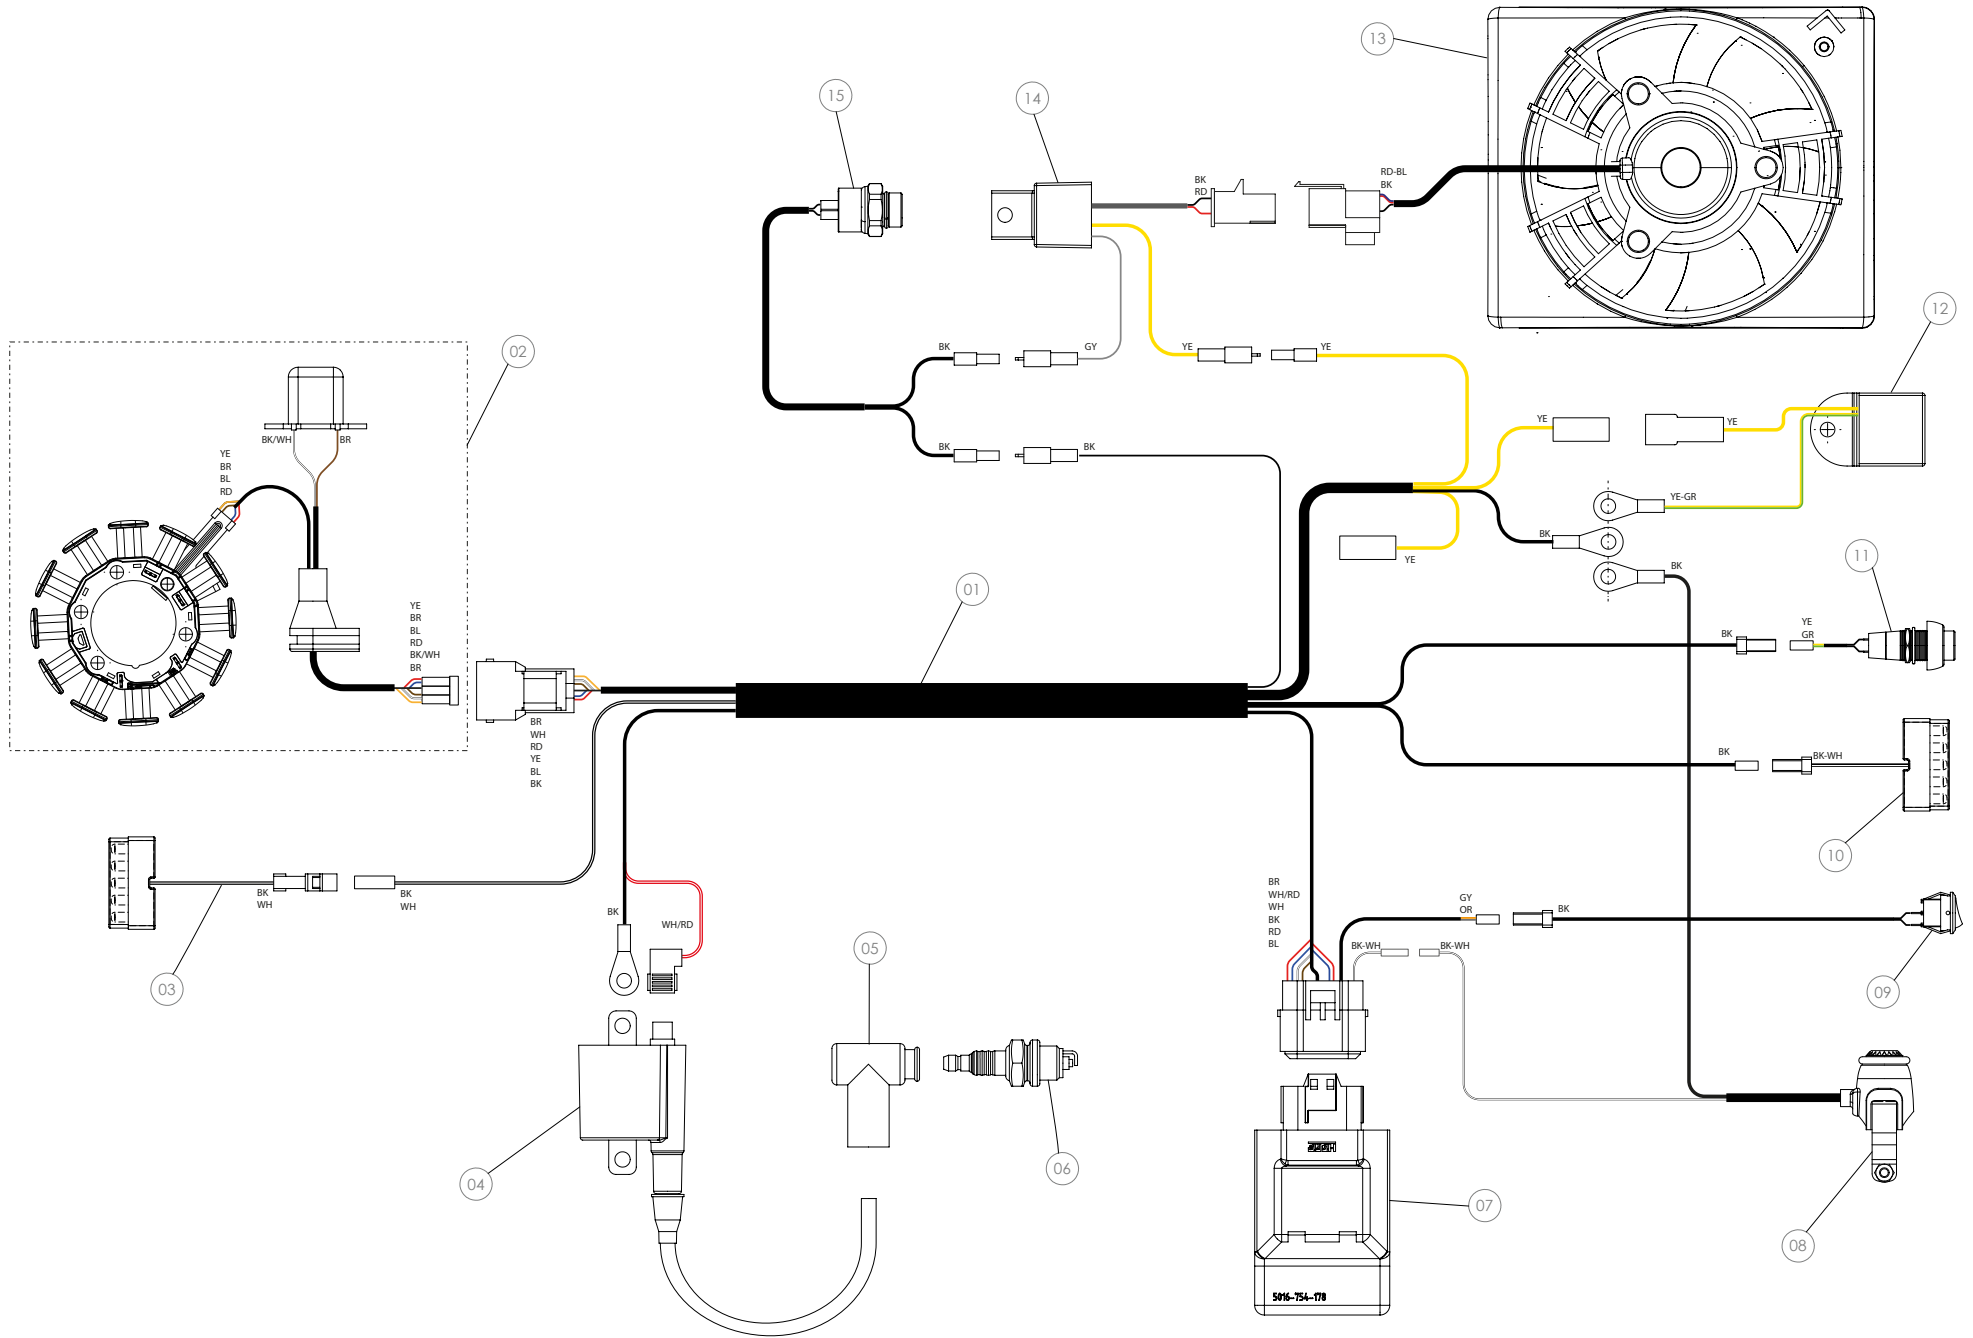 13
15
14
BK
RD
RD-BL
BK
12
02
BK
GY
YE
YE
BK/WH
BR
YE
BR
BL
RD
BK
BK
YE
YE
YE-GR
BK
YE
BK
11
01
YE
BR
BL
RD
BK/WH
BR
BK
YE
GR
BR
WH
RD
YE
BL
BK
BK
BK-WH
10
BK
WH
BK
WH
03
BK
WH/RD
05
BR
WH/RD
WH
BK
RD
BL
GY
OR
BK
BK-WH
BK-WH
09
04
06
07
08
5016-754-178